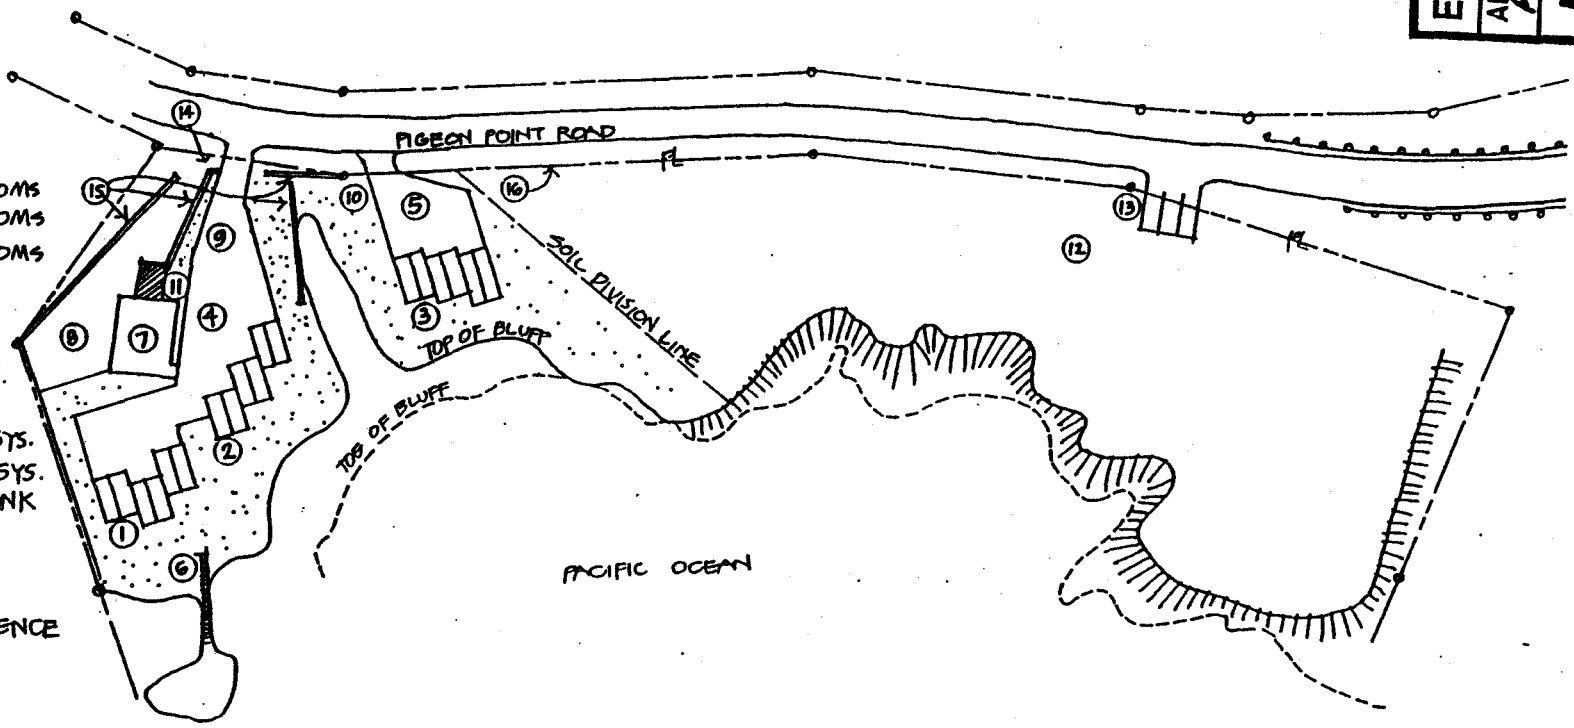 E
PIGEON POINT ROAD
14
OMS
OMS
OMS
15
10
5
16
PL
13
PL
12
9
11
8
7
4
3
SOIL DIVISION LINE
TOP OF BLUFF
TOE OF BLUFF
SYS.
SYS.
NK
2
1
6
PACIFIC OCEAN
ENCE